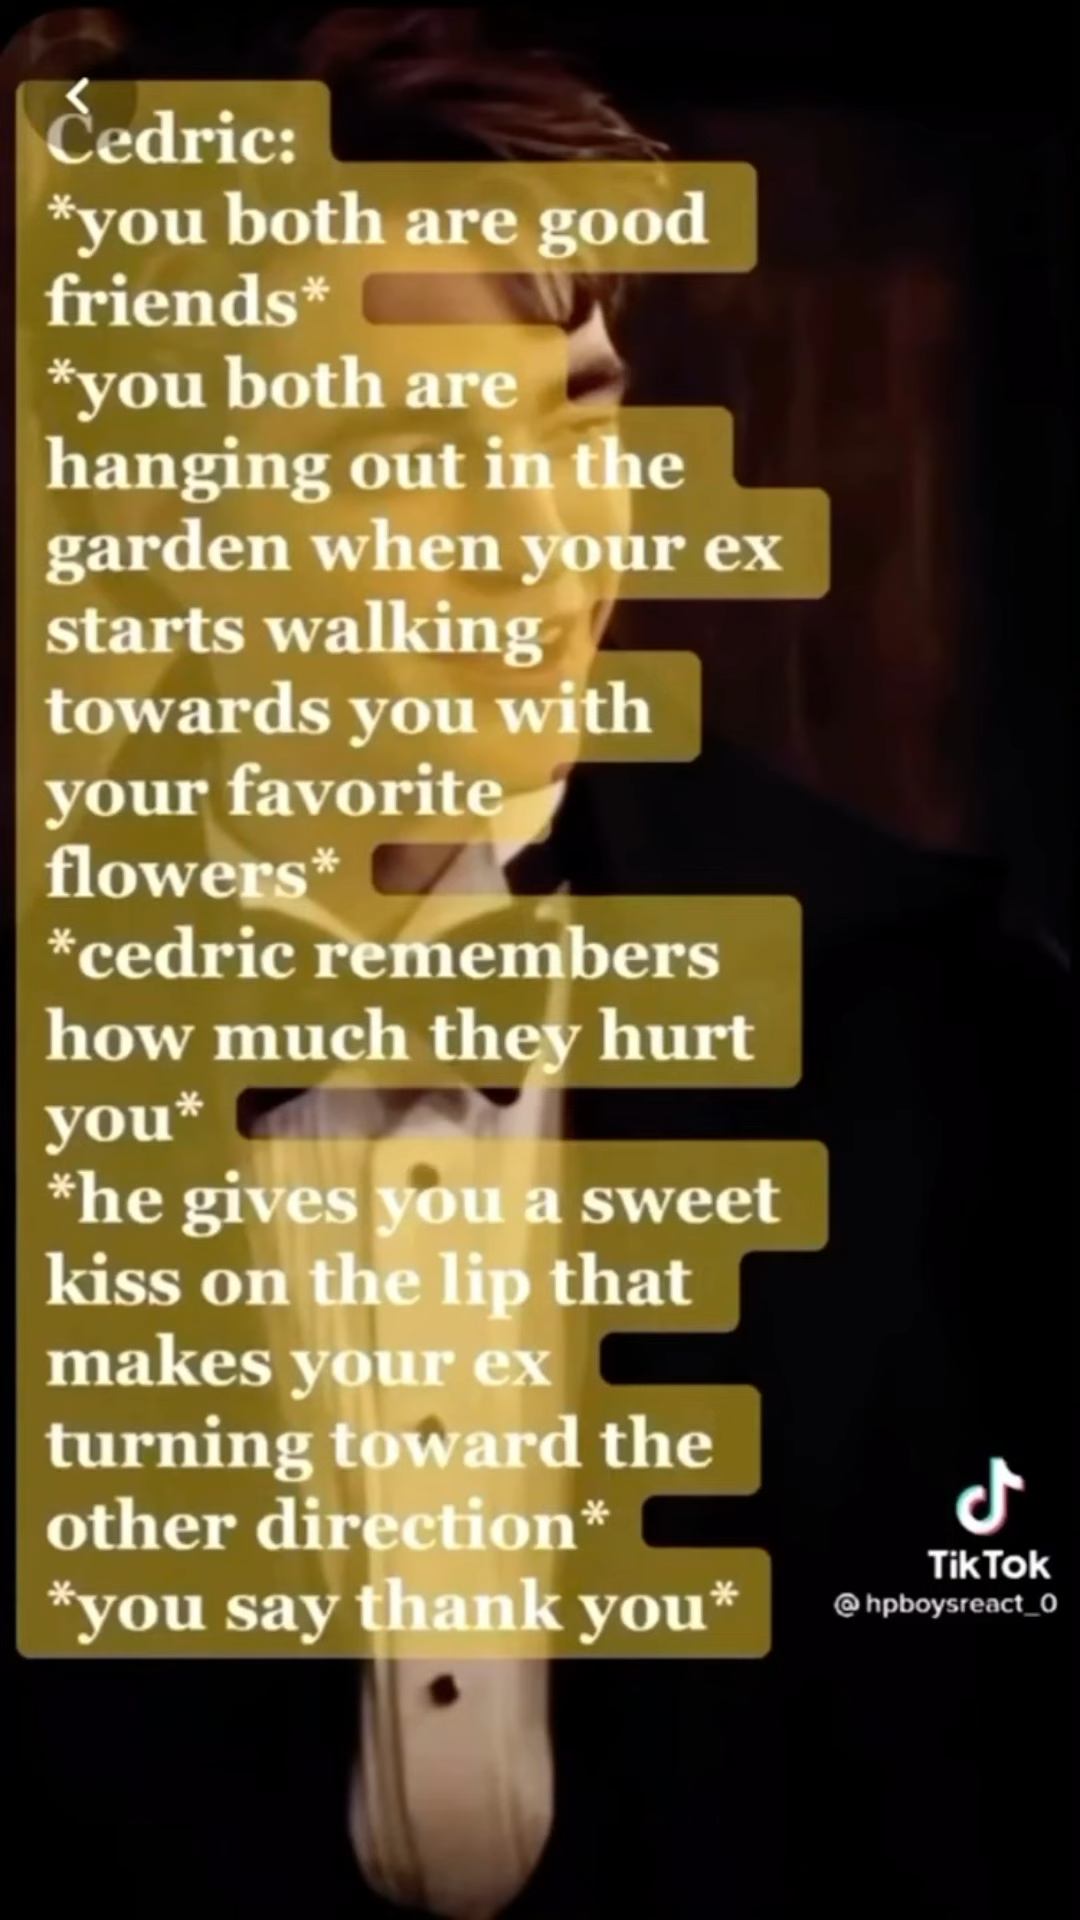 Cedric:
*you both are good
friends*
*you both are
hanging out in the
garden when your ex
starts walking
towards you with
your favorite
flowers*
*cedric remembers
how much they hurt
you*
*he gives you a sweet
kiss on the lip that
makes your ex
turning toward the
other direction*
*you say thank you*
TikTok
@hpboysreact_0